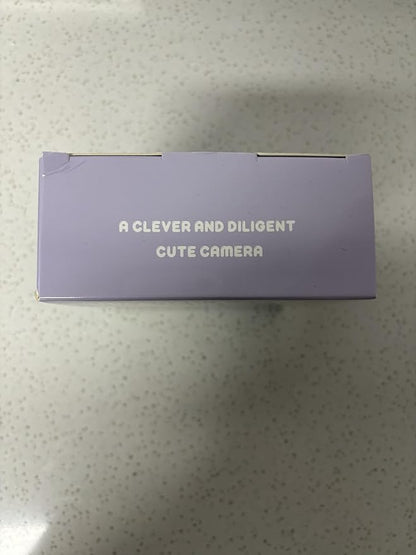 A CLEVER AND DILIGENT
CUTE CAMERA